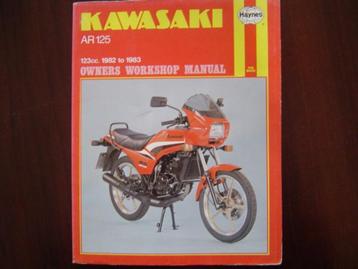 KAWASAKI
Haynes
AR 125
123cc. 1982 to 1983
OWNERS WORKSHOP MANUAL
Kawasaki